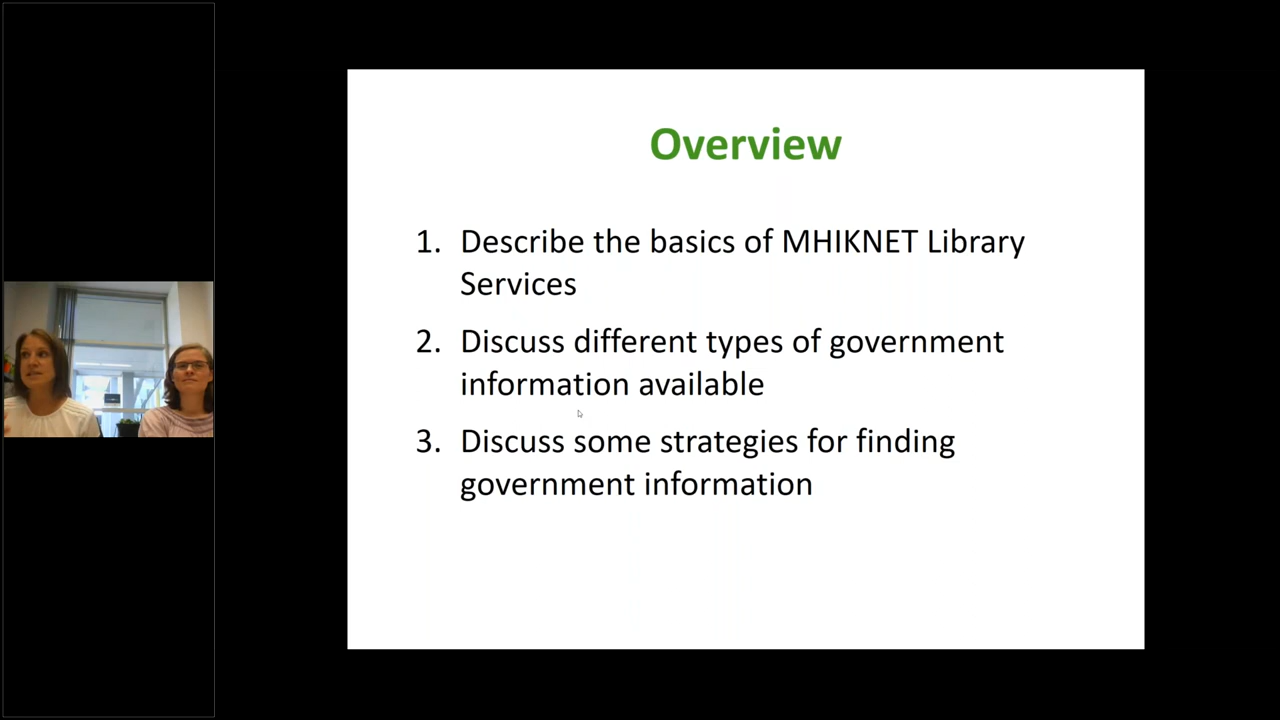 Overview
1. Describe the basics of MHIKNET Library
Services
2. Discuss different types of government
information available
3. Discuss some strategies for finding
government information